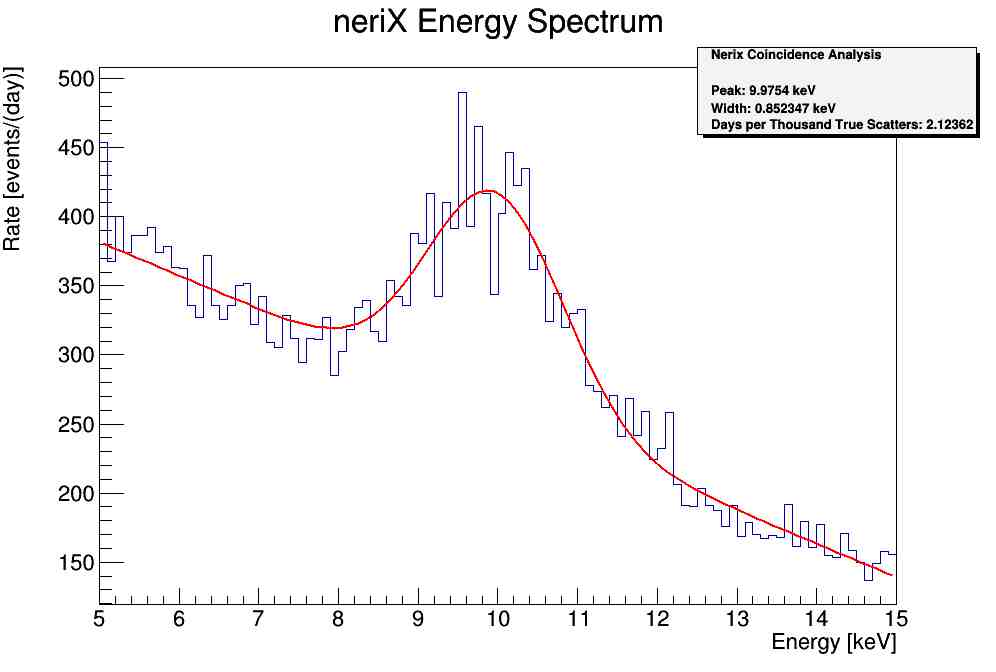 neriX Energy Spectrum
Nerix Coincidence Analysis
Peak: 9.9754 keV
Width: 0.852347 keV
Days per Thousand True Scatters: 2.12362
Rate [events/(day)]
500
450
400
350
300
250
200
150
5 6 7 8 9 10 11 12 13 14 15
Energy [keV]